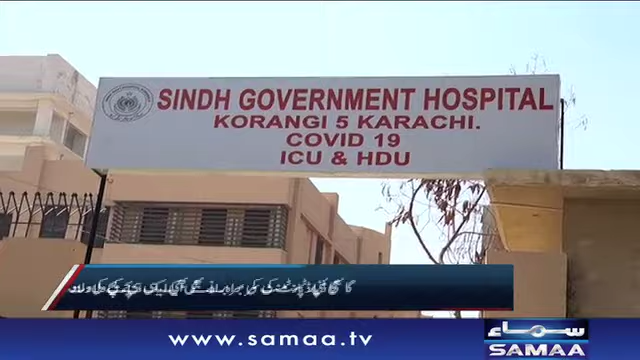 SINDH GOVERNMENT HOSPITAL
KORANGI 5 KARACHI.
COVID 19
ICU & HDU
www.samaa.tv
سماء
SAMAA